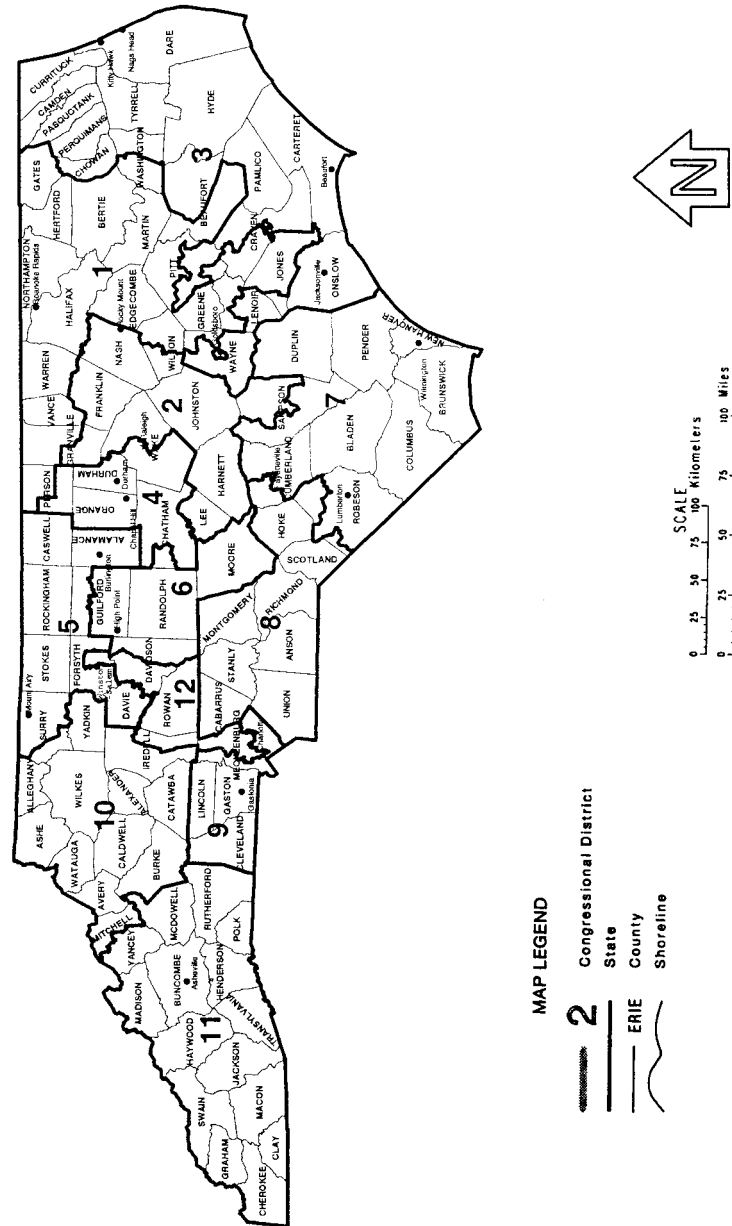 CURRITUCK
CAMDEN
PASQUOTANK
PERQUIMANS
CHOWAN
GATES
HERTFORD
NORTHAMPTON
Roanoke Rapids
HALIFAX
WARREN
VANCE
GRANVILLE
PERSON
CASWELL
ROCKINGHAM
STOKES
Mount Airy
SURRY
ALLEGHANY
ASHE
Kitty Hawk
Nags Head
DARE
TYRRELL
WASHINGTON
BERTIE
MARTIN
1
EDGECOMBE
Rocky Mount
NASH
FRANKLIN
WAKE
Raleigh
DURHAM
Durham
ORANGE
Chapel Hill
ALAMANCE
Burlington
GUILFORD
High Point
5
FORSYTH
Winston
Salem
YADKIN
WILKES
WATAUGA
10
ALEXANDER
CALDWELL
AVERY
MITCHELL
YANCEY
MADISON
HYDE
3
BEAUFORT
PITT
GREENE
WILSON
Goldsboro
WAYNE
JOHNSTON
2
4
CHATHAM
HARNETT
LEE
RANDOLPH
6
DAVIDSON
DAVIE
ROWAN
12
IREDELL
CATAWBA
BURKE
MCDOWELL
BUNCOMBE
Asheville
HAYWOOD
SWAIN
GRAHAM
CHEROKEE
CLAY
MACON
JACKSON
11
TRANSYLVANIA
HENDERSON
POLK
RUTHERFORD
CLEVELAND
9
LINCOLN
GASTON
Gastonia
MECKLENBURG
Charlotte
CABARRUS
STANLY
MONTGOMERY
MOORE
UNION
ANSON
8
RICHMOND
SCOTLAND
HOKE
CUMBERLAND
Fayetteville
SAMPSON
DUPLIN
LENOIR
JONES
CRAVEN
PAMLICO
CARTERET
Beaufort
Jacksonville
ONSLOW
PENDER
7
BLADEN
ROBESON
Lumberton
COLUMBUS
BRUNSWICK
Wilmington
NEW HANOVER
N
SCALE
0 25 50 75 100 Kilometers
0 25 50 75 100 Miles
MAP LEGEND
2 Congressional District
State
ERIE County
Shoreline